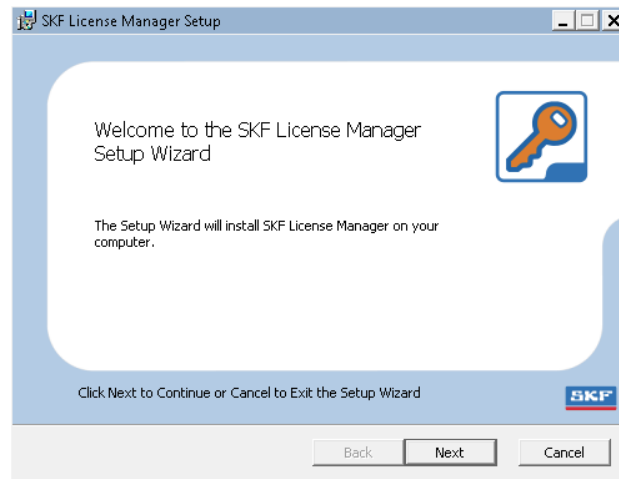 SKF License Manager Setup
Welcome to the SKF License Manager
Setup Wizard
The Setup Wizard will install SKF License Manager on your
computer.
Click Next to Continue or Cancel to Exit the Setup Wizard
SKF
Back Next Cancel